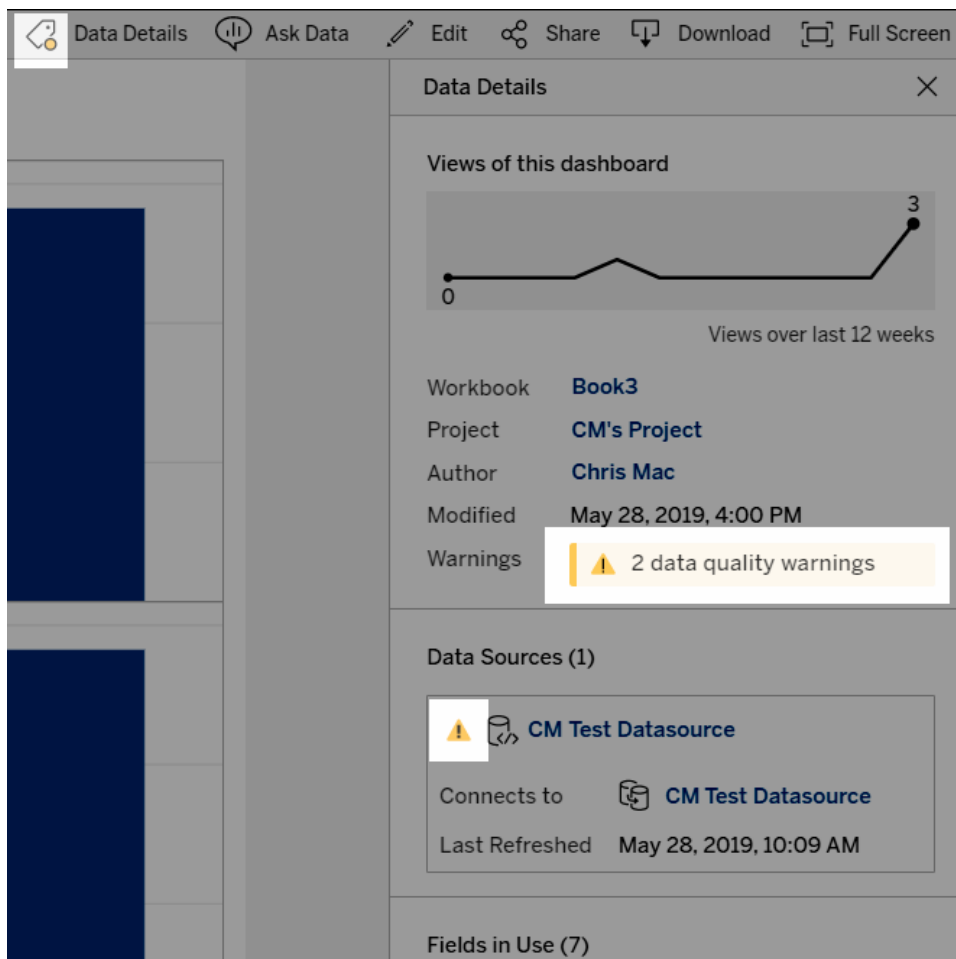 Data Details Ask Data Edit Share Download Full Screen
Data Details
Views of this dashboard
3
0
Views over last 12 weeks
Workbook Book3
Project CM's Project
Author Chris Mac
Modified May 28, 2019, 4:00 PM
Warnings 2 data quality warnings
Data Sources (1)
CM Test Datasource
Connects to CM Test Datasource
Last Refreshed May 28, 2019, 10:09 AM
Fields in Use (7)